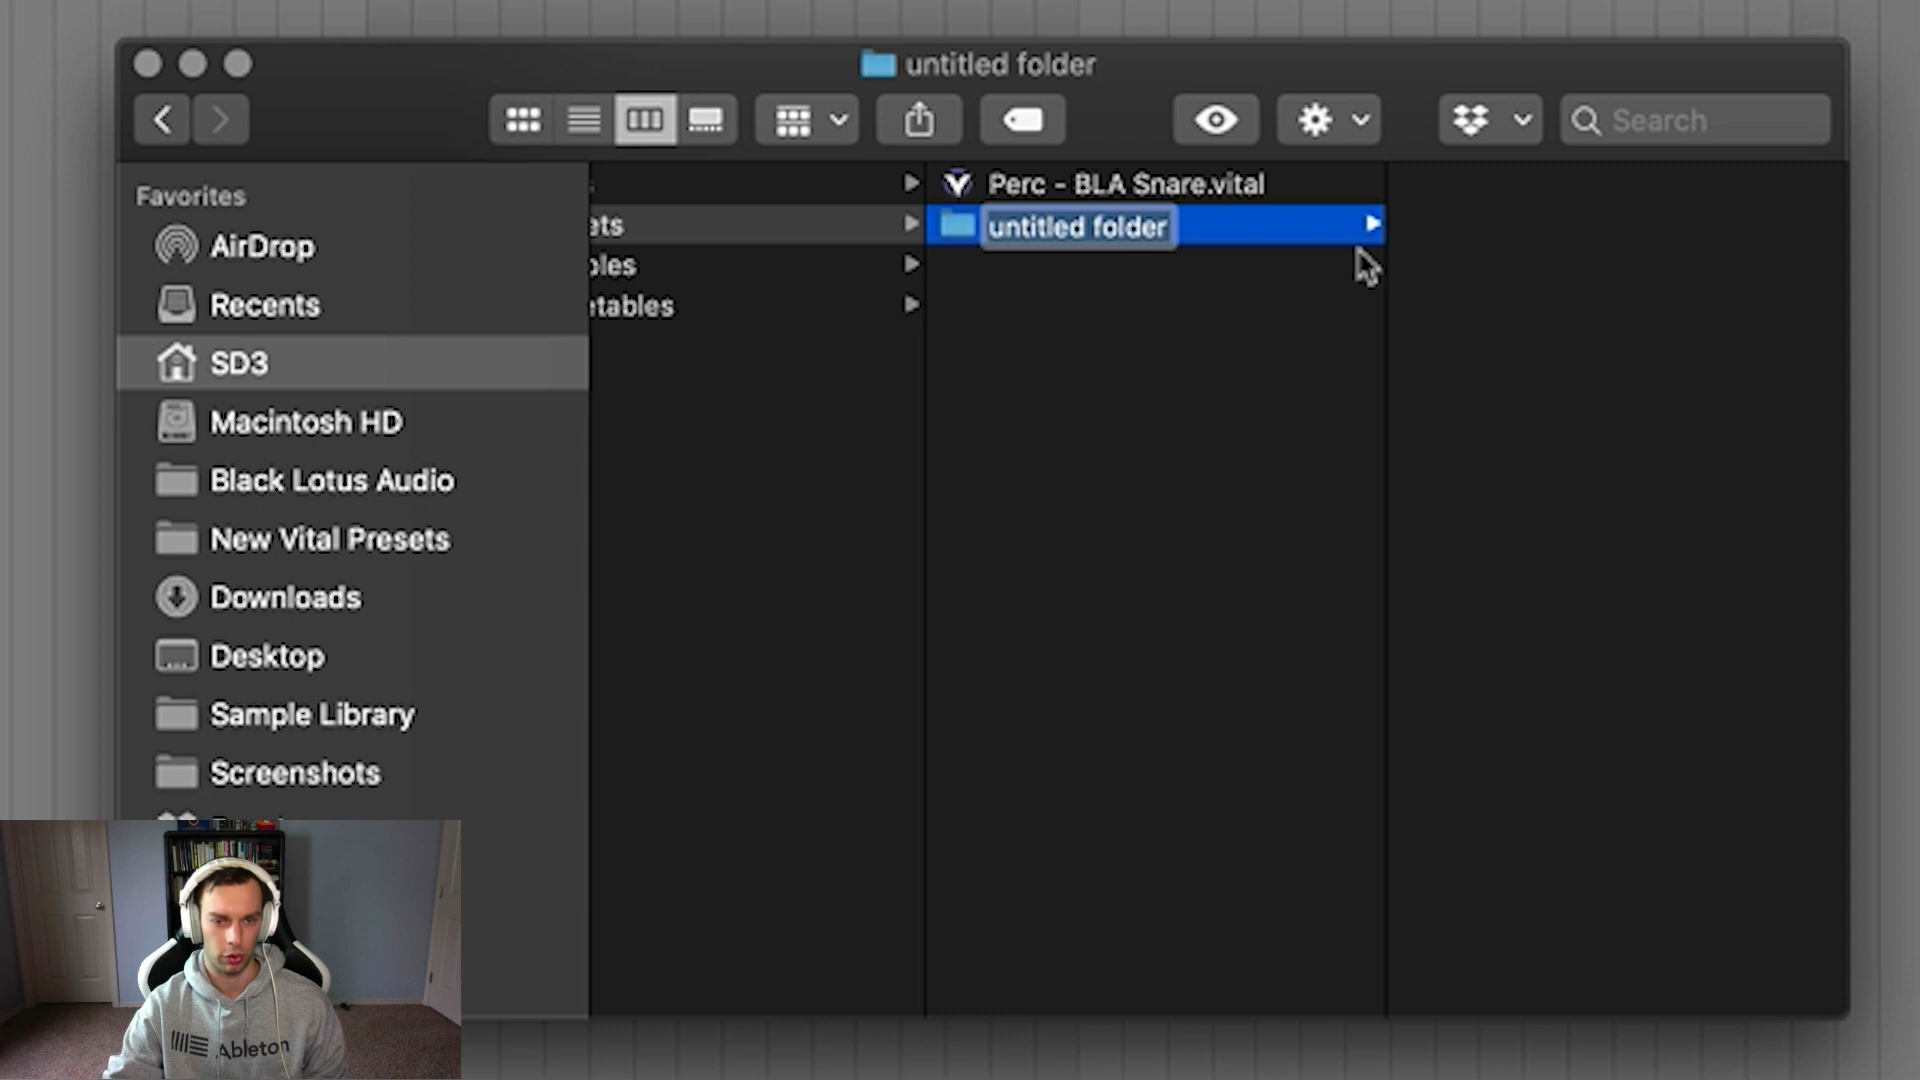 untitled folder
Search
Favorites
AirDrop
Recents
SD3
Macintosh HD
Black Lotus Audio
New Vital Presets
Downloads
Desktop
Sample Library
Screenshots
ets
bles
etables
Perc - BLA Snare.vital
untitled folder
Ableton